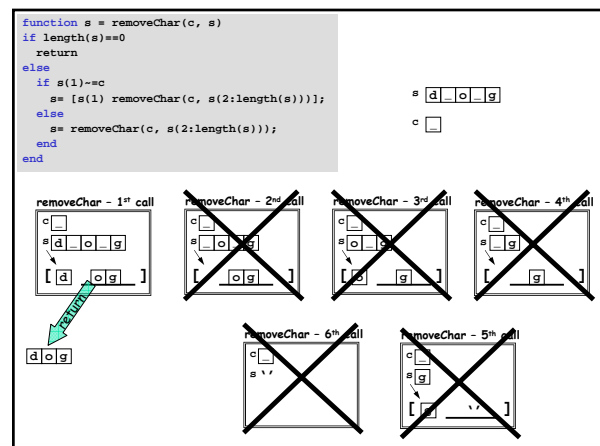 function s = removeChar(c, s)
if length(s)==0
return
else
if s(1)~=c
s= [s(1) removeChar(c, s(2:length(s)))];
else
s= removeChar(c, s(2:length(s)));
end
end
s d _ o _ g
c _
removeChar – 1st call
c _
s d _ o _ g
[ d o g ]
return
d o g
removeChar – 2nd call
c _
s _ o _ g
[ o g ]
removeChar – 3rd call
c _
s o _ g
[ o g ]
removeChar – 4th call
c _
s _ g
[ g ]
removeChar – 6th call
c _
s ‘’
removeChar – 5th call
c _
s g
[ g ‘’ ]